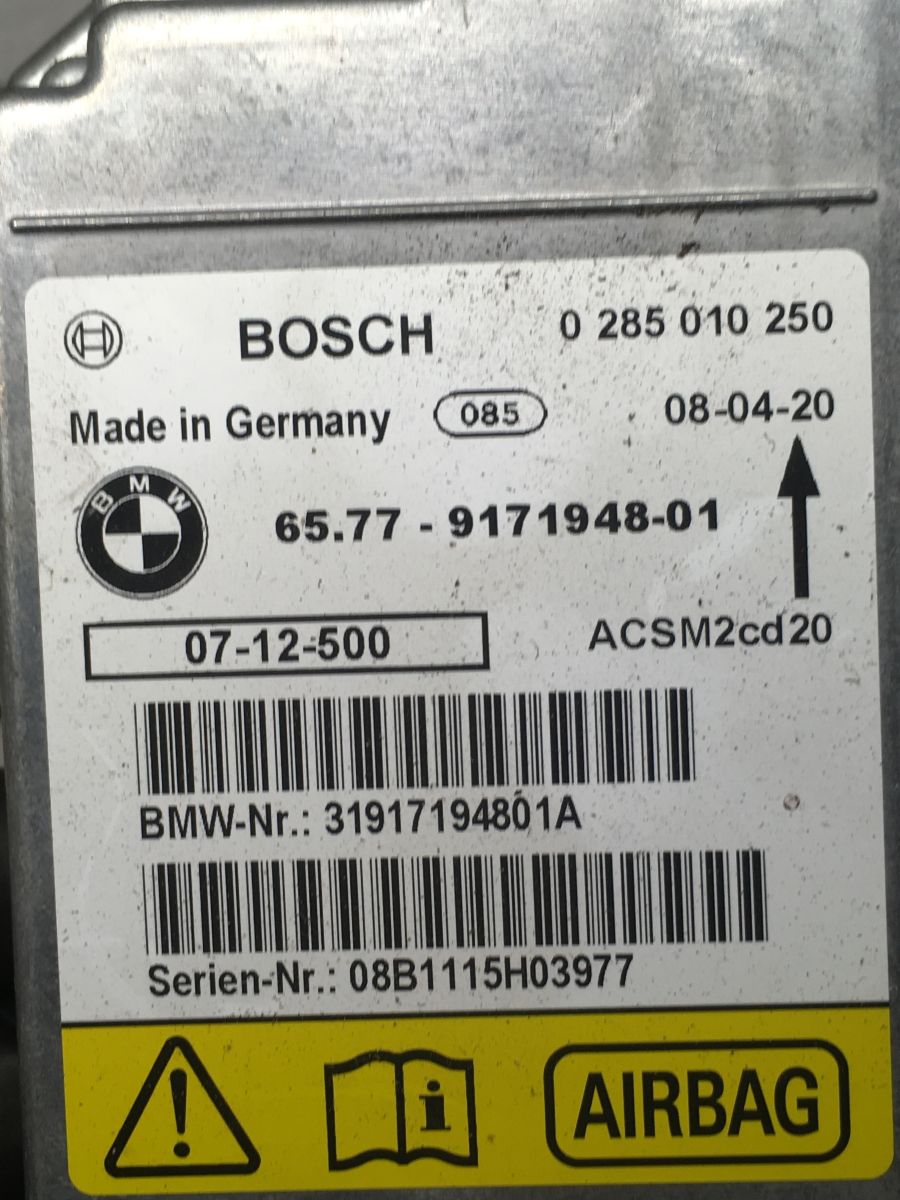 BOSCH 0 285 010 250
Made in Germany 085 08-04-20
BMW
65.77 - 9171948-01
07-12-500 ACSM2cd20
BMW-Nr.: 31917194801A
Serien-Nr.: 08B1115H03977
AIRBAG